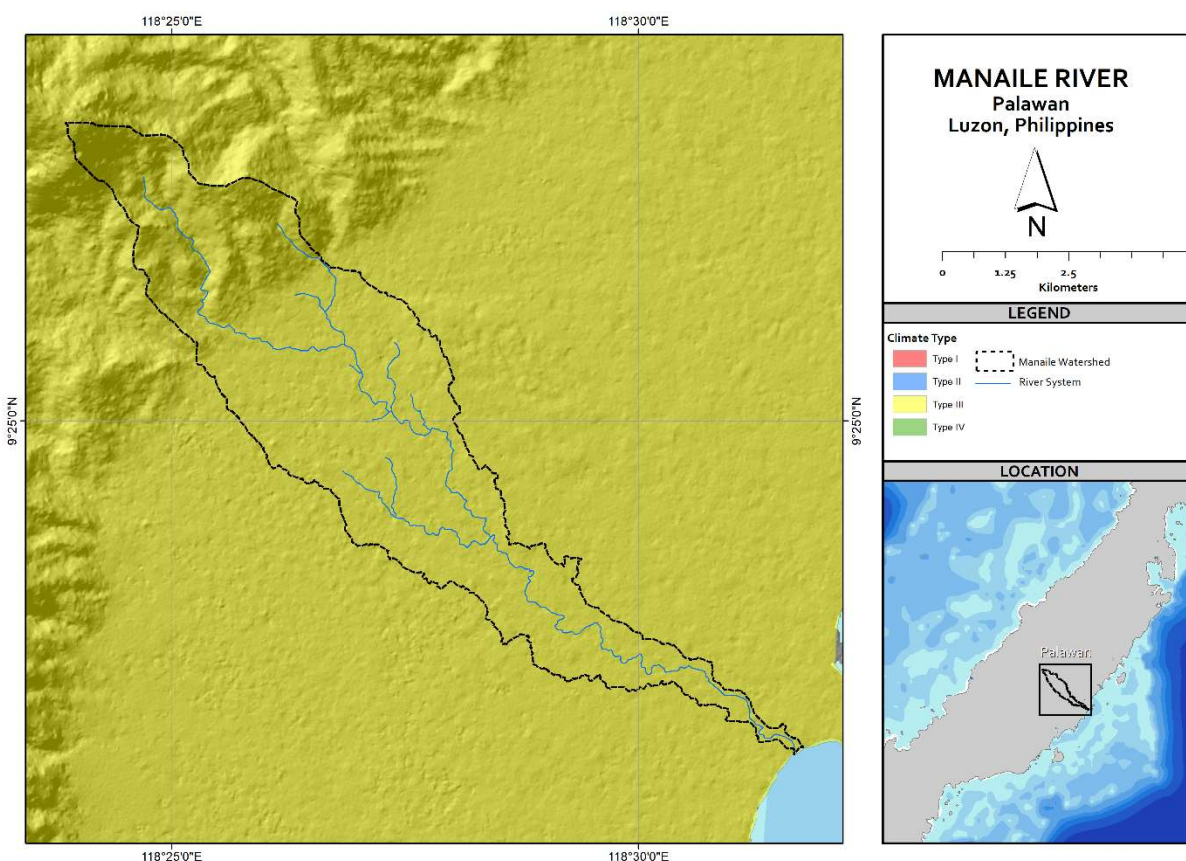 118°25'0"E
118°30'0"E
9°25'0"N
9°25'0"N
118°25'0"E
118°30'0"E
MANAILE RIVER
Palawan
Luzon, Philippines
N
0 1.25 2.5
Kilometers
LEGEND
Climate Type
Type I
Type II
Type III
Type IV
Manaile Watershed
River System
LOCATION
Palawan